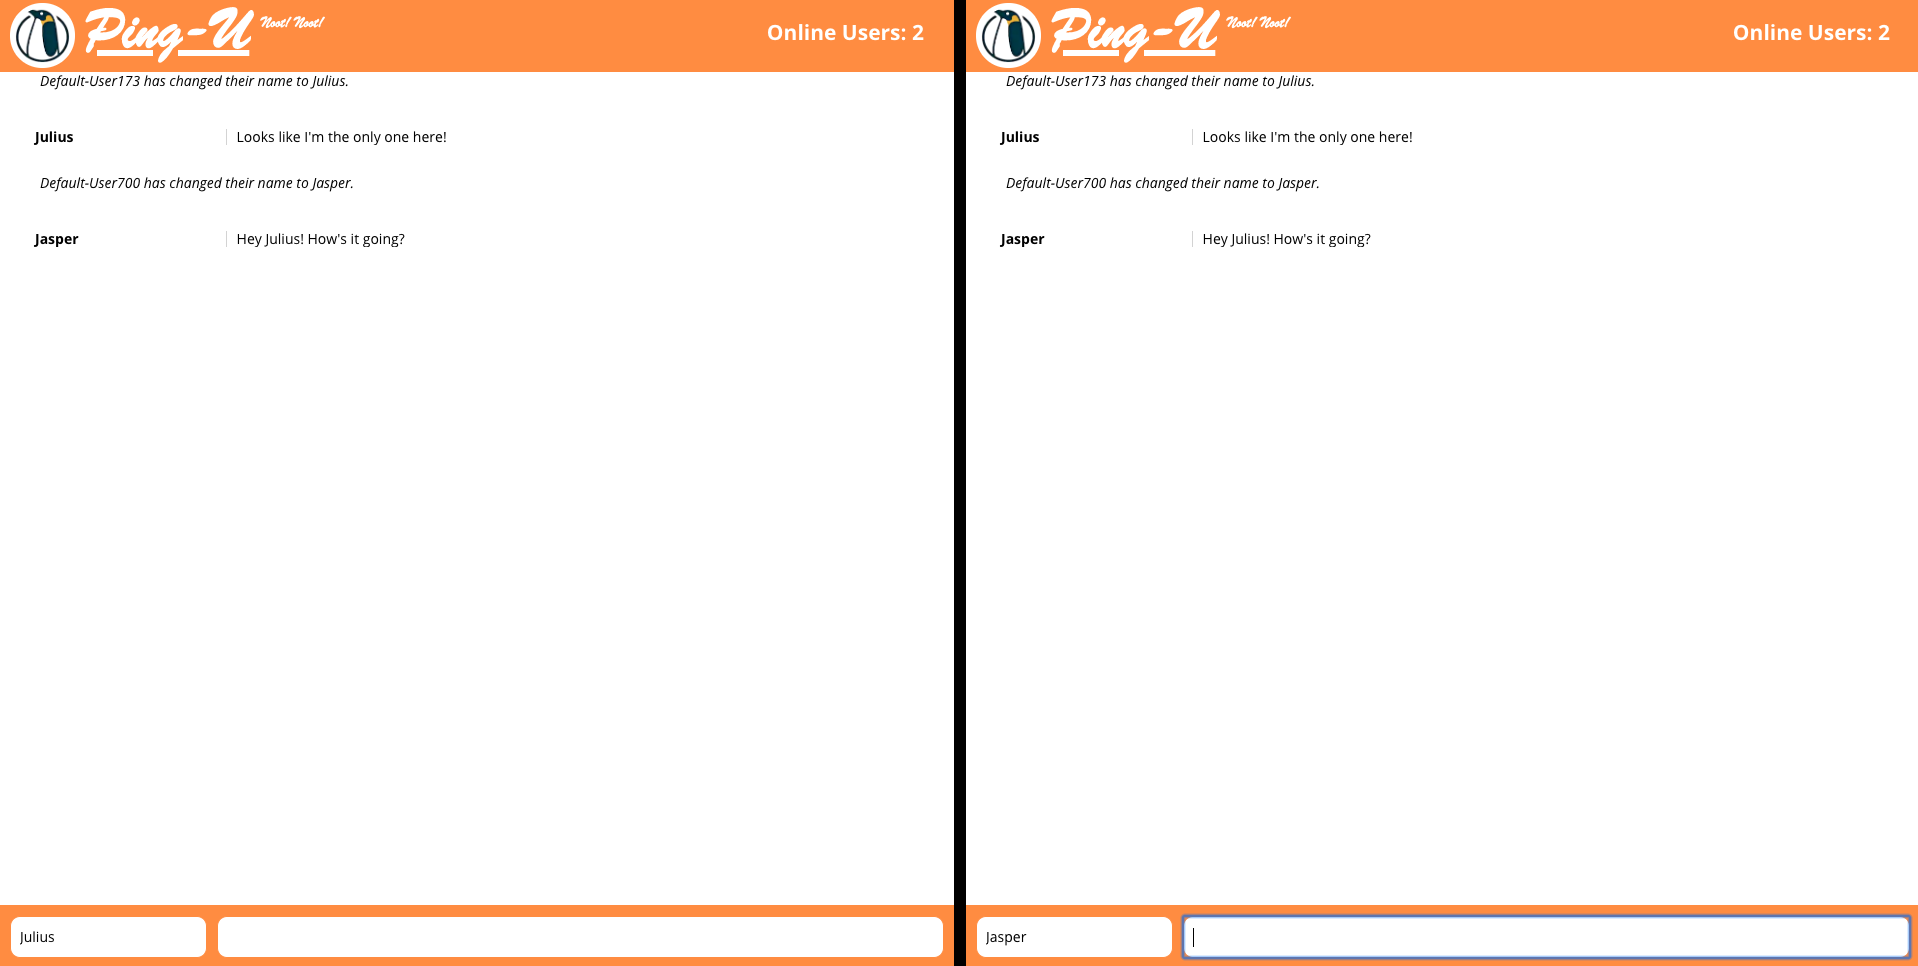 Ping-U Noot! Noot!
Online Users: 2
Default-User173 has changed their name to Julius.
Julius Looks like I'm the only one here!
Default-User700 has changed their name to Jasper.
Jasper Hey Julius! How's it going?
Julius
Ping-U Noot! Noot!
Online Users: 2
Default-User173 has changed their name to Julius.
Julius Looks like I'm the only one here!
Default-User700 has changed their name to Jasper.
Jasper Hey Julius! How's it going?
Jasper